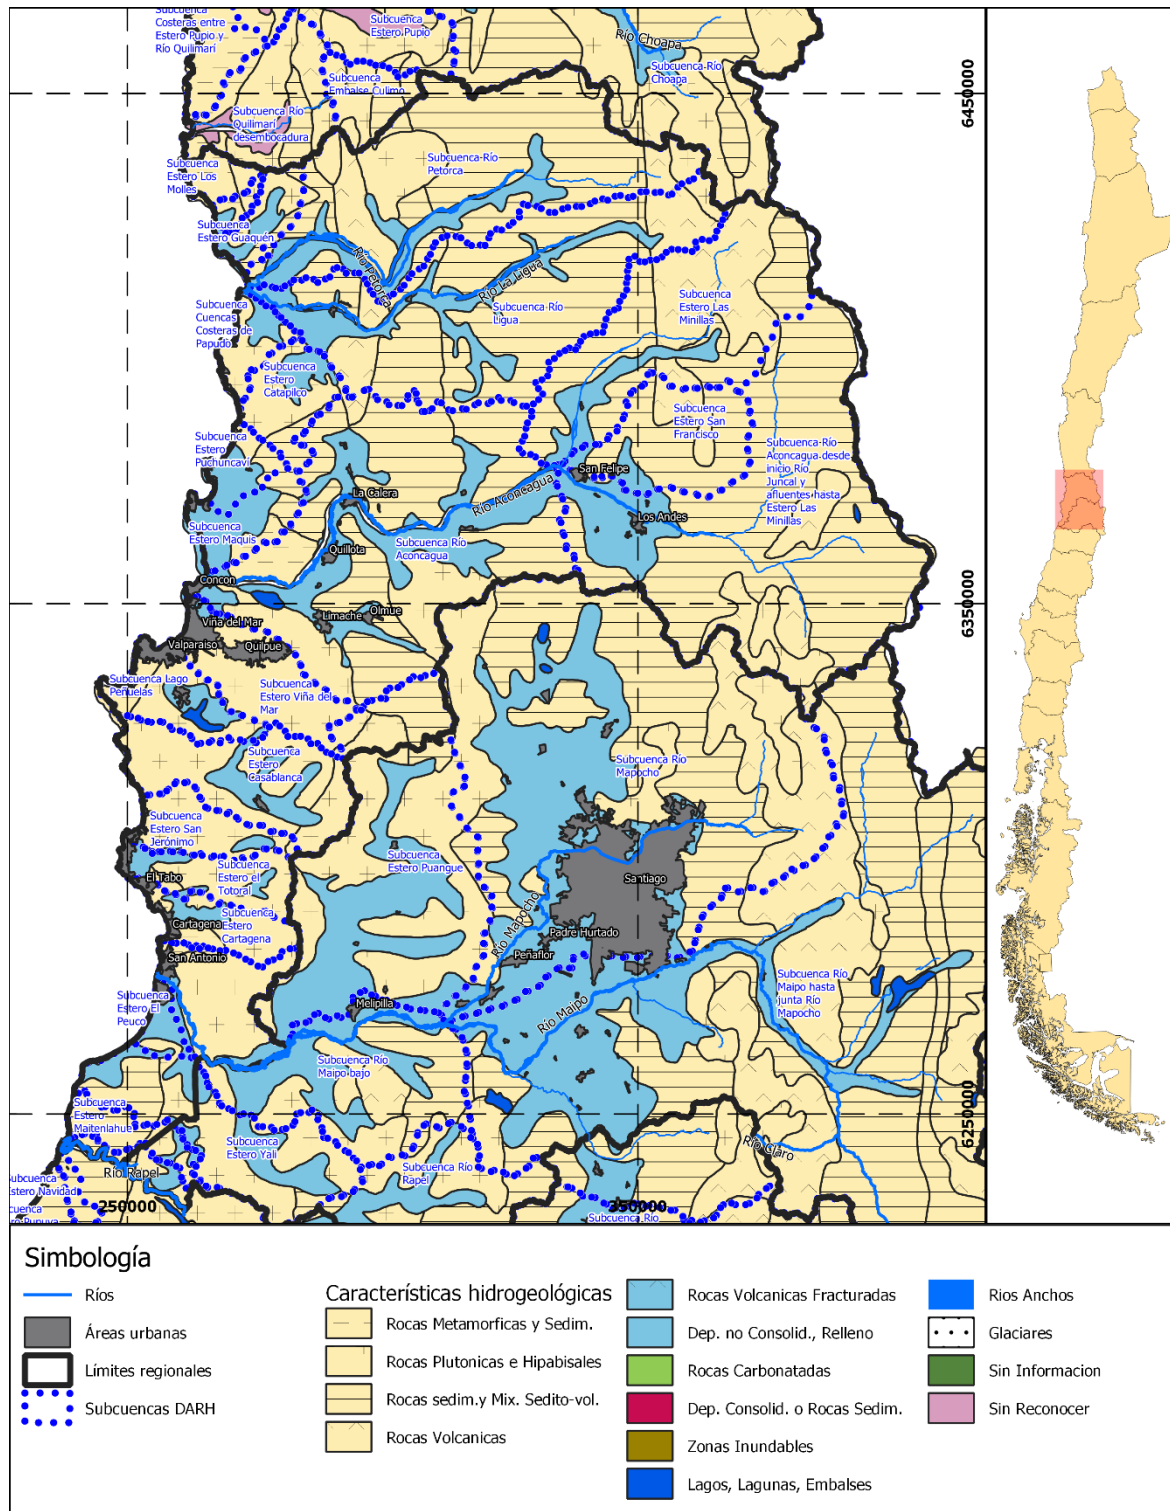 Subcuenca
Costeras entre
Estero Pupio y
Río Quilimarí
Subcuenca
Estero Pupio
Río Choapa
Subcuenca Río
Choapa
Subcuenca
Embalse Culimo
6450000
Subcuenca Río
Quilimarí
desembocadura
Subcuenca
Estero Los
Molles
Subcuenca Río
Petorca
Subcuenca
Estero Guaquén
Río Petorca
Río La Ligua
Subcuenca
Cuencas
Costeras de
Papudo
Subcuenca Río
Ligua
Subcuenca
Estero Las
Minillas
Subcuenca
Estero
Catapilco
Subcuenca
Estero San
Francisco
Subcuenca
Estero
Puchuncaví
Subcuenca Río
Aconcagua desde
inicio Río
Juncal y
afluentes hasta
Estero Las
Minillas
San Felipe
La Calera
Río Aconcagua
Los Andes
Subcuenca
Estero Maquis
Quillota
Subcuenca Río
Aconcagua
Concon
6350000
Limache
Olmue
Viña del Mar
Valparaiso
Quilpue
Subcuenca Lago
Peñuelas
Subcuenca
Estero Viña del
Mar
Subcuenca
Estero
Casablanca
Subcuenca Río
Mapocho
Subcuenca
Estero San
Jerónimo
Subcuenca
Estero Puangue
Subcuenca
Estero el
Totoral
El Tabo
Santiago
Subcuenca
Estero
Cartagena
Cartagena
Río Mapocho
Padre Hurtado
Peñaflor
San Antonio
Subcuenca
Estero El
Peuco
Melipilla
Río Maipo
Subcuenca Río
Maipo hasta
junta Río
Mapocho
Subcuenca Río
Maipo bajo
Subcuenca
Estero
Maitenlahue
Subcuenca
Estero Yali
6250000
Río Claro
Río Rapel
Subcuenca Río
Rapel
Subcuenca
Estero Navidad
250000
350000
Subcuenca Río
Simbología
Ríos
Áreas urbanas
Límites regionales
Subcuencas DARH
Características hidrogeológicas
Rocas Metamorficas y Sedim.
Rocas Plutonicas e Hipabisales
Rocas sedim.y Mix. Sedito-vol.
Rocas Volcanicas
Rocas Volcanicas Fracturadas
Dep. no Consolid., Relleno
Rocas Carbonatadas
Dep. Consolid. o Rocas Sedim.
Zonas Inundables
Lagos, Lagunas, Embalses
Rios Anchos
Glaciares
Sin Informacion
Sin Reconocer